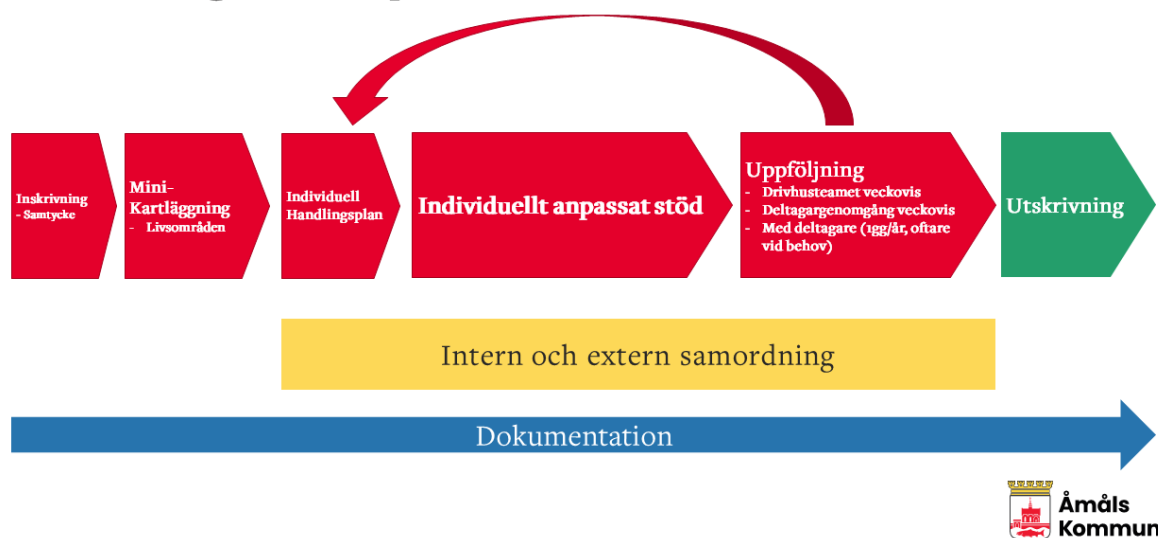 Inskrivning
- Samtycke
Mini-
Kartläggning
- Livsområden
Individuell
Handlingsplan
Individuellt anpassat stöd
Uppföljning
- Drivhusteamet veckovis
- Deltagargenomgång veckovis
- Med deltagare (1gg/år, oftare
vid behov)
Utskrivning
Intern och extern samordning
Dokumentation
Åmåls
Kommun